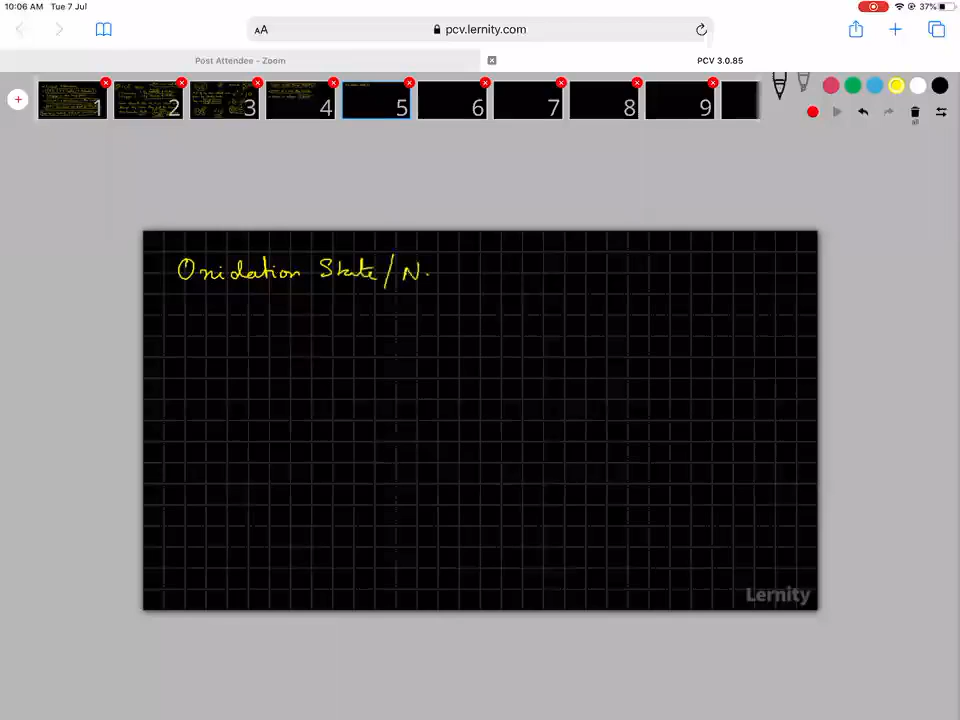 10:06 AM Tue 7 Jul
37%
AA
pcv.lernity.com
Post Attendee - Zoom
PCV 3.0.85
1 2 3 4 5 6 7 8 9
all
Oxidation State/N.
Lernity